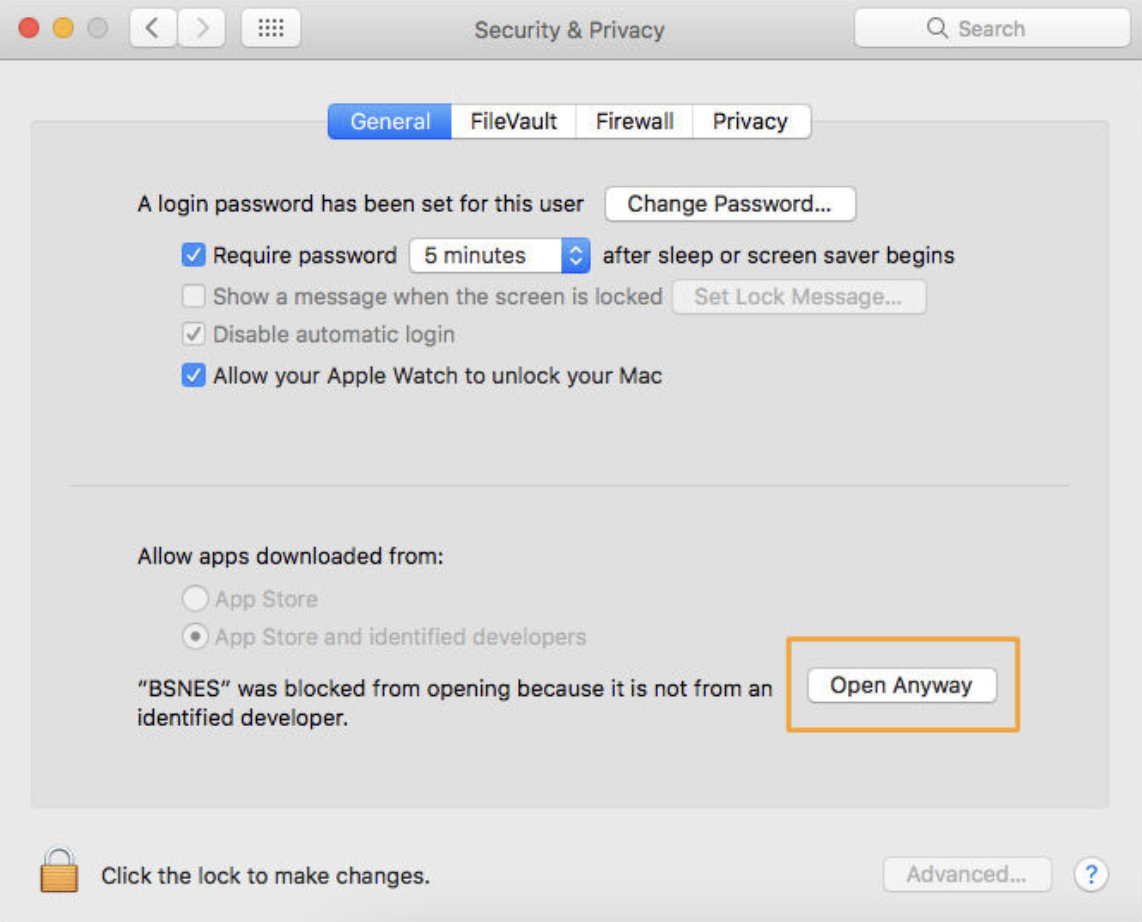 Security & Privacy
Search
General FileVault Firewall Privacy
A login password has been set for this user Change Password...
Require password 5 minutes after sleep or screen saver begins
Show a message when the screen is locked Set Lock Message...
Disable automatic login
Allow your Apple Watch to unlock your Mac
Allow apps downloaded from:
App Store
App Store and identified developers
“BSNES” was blocked from opening because it is not from an
identified developer.
Open Anyway
Click the lock to make changes.
Advanced...
?